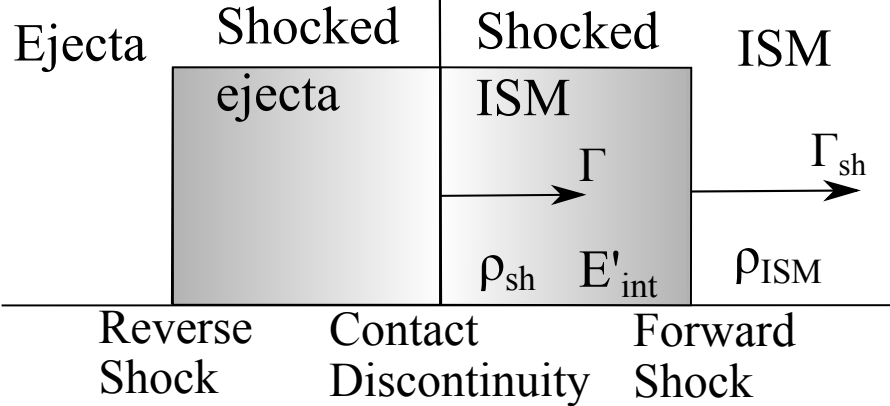 Ejecta
Shocked
ejecta
Shocked
ISM
ISM
Γ
Γsh
ρsh
E'int
ρISM
Reverse
Shock
Contact
Discontinuity
Forward
Shock